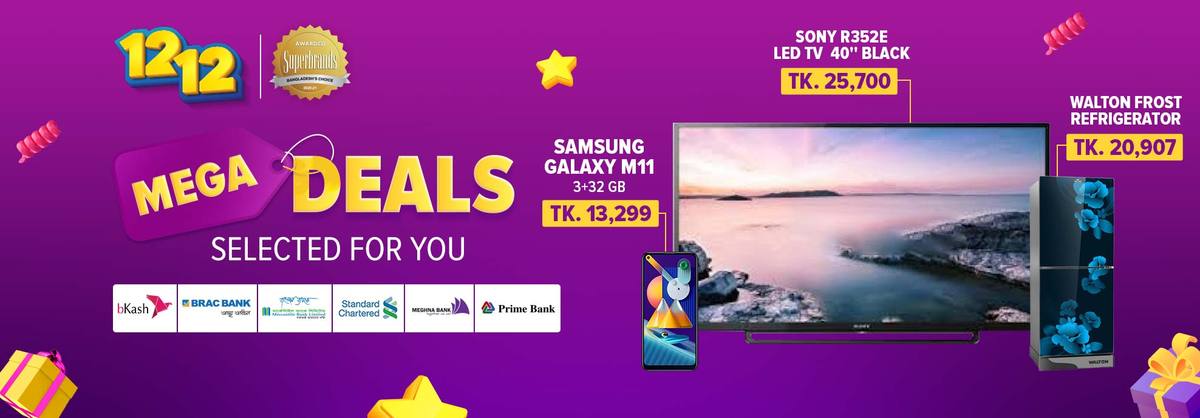 12 12
AWARDED
Superbrands
BANGLADESH'S CHOICE
MEGA DEALS
SELECTED FOR YOU
bKash
BRAC BANK
Standard
Chartered
MEGHNA BANK
Prime Bank
SAMSUNG
GALAXY M11
3+32 GB
TK. 13,299
SONY R352E
LED TV 40" BLACK
TK. 25,700
SONY
WALTON FROST
REFRIGERATOR
TK. 20,907
WALTON